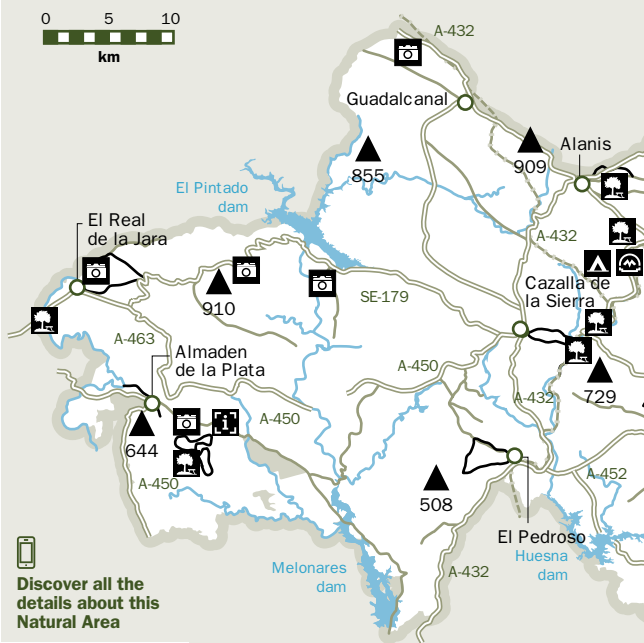 0 5 10
km
A-432
Guadalcanal
855
909
Alanis
El Pintado
dam
El Real
de la Jara
A-432
910
SE-179
Cazalla de
la Sierra
A-463
Almaden
de la Plata
A-450
A-450
A-432
729
644
A-450
508
A-452
El Pedroso
Melonares
dam
Huesna
dam
A-432
Discover all the
details about this
Natural Area